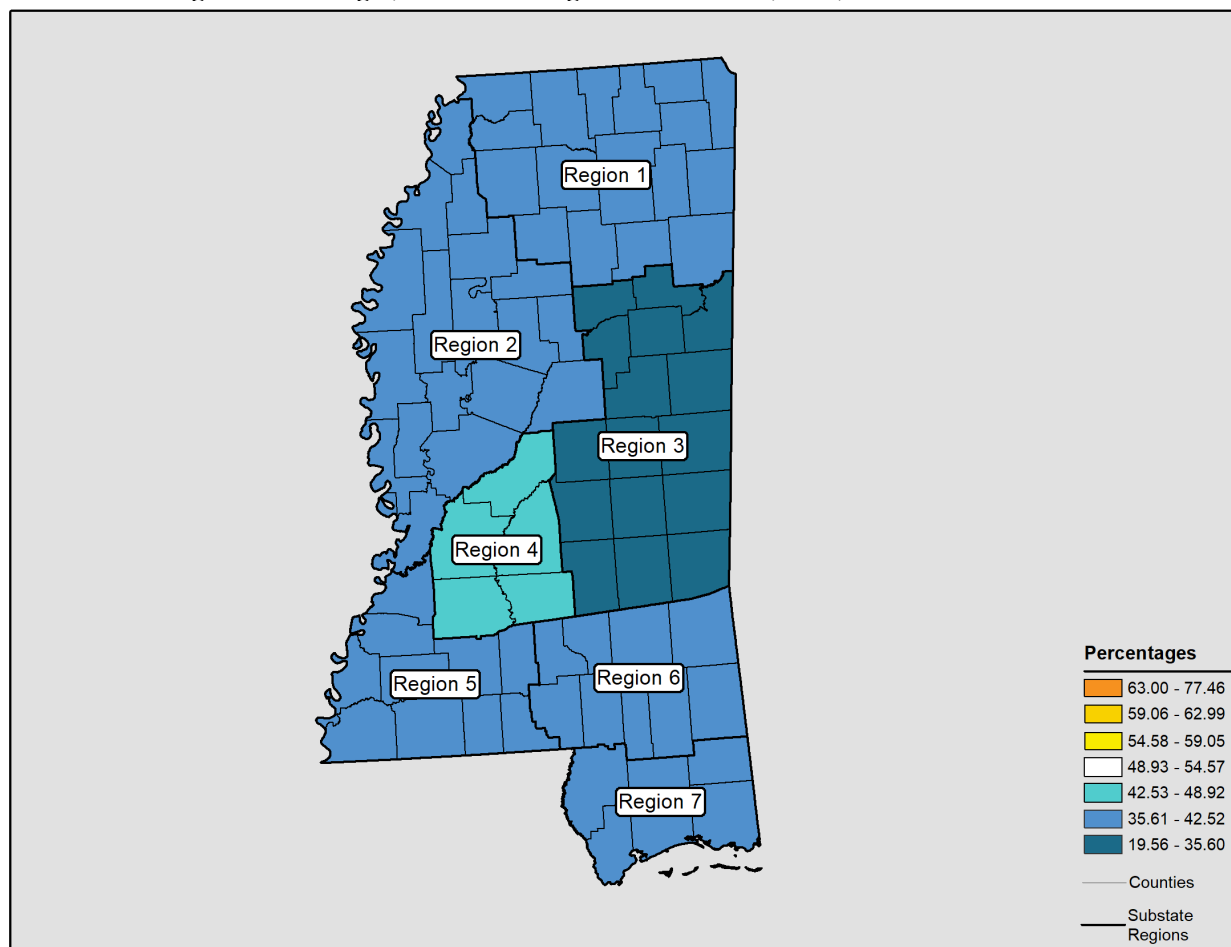 Region 1
Region 2
Region 3
Region 4
Region 5
Region 6
Region 7
Percentages
63.00 - 77.46
59.06 - 62.99
54.58 - 59.05
48.93 - 54.57
42.53 - 48.92
35.61 - 42.52
19.56 - 35.60
Counties
Substate
Regions